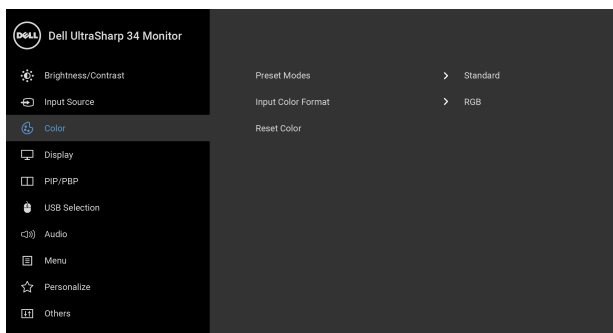 DELL Dell UltraSharp 34 Monitor
Brightness/Contrast
Input Source
Color
Display
PIP/PBP
USB Selection
Audio
Menu
Personalize
Others
Preset Modes Standard
Input Color Format RGB
Reset Color